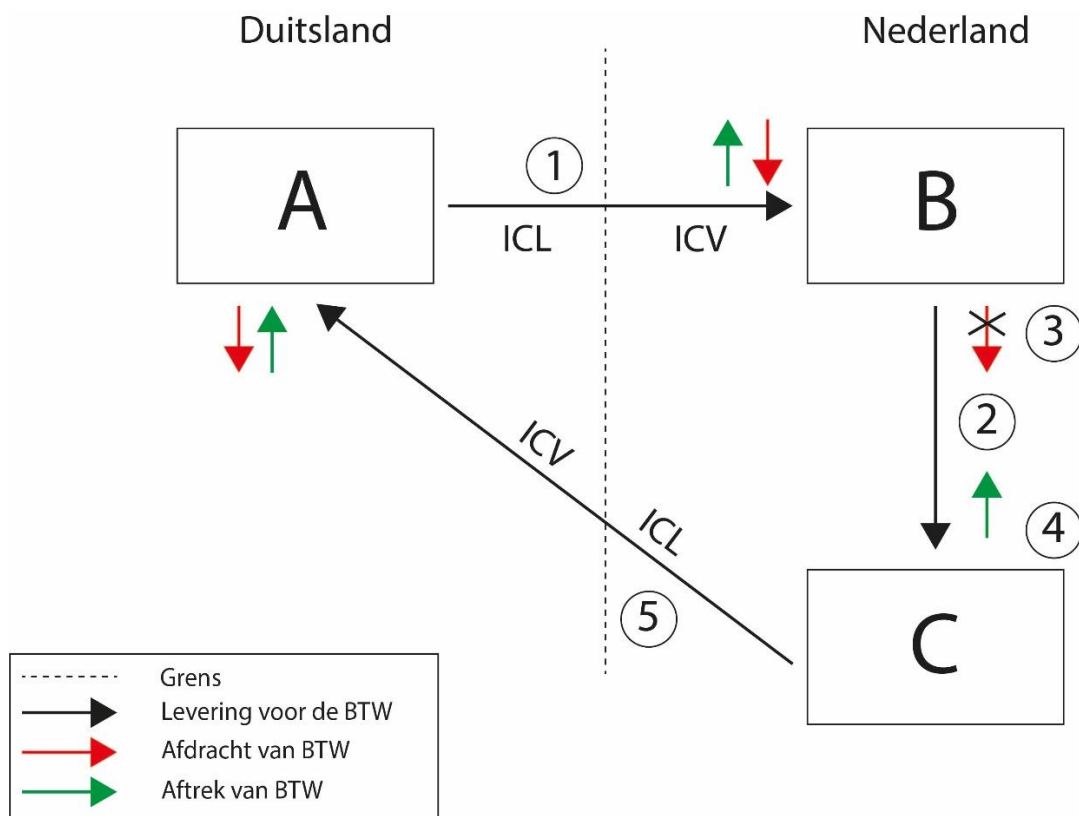 Duitsland
Nederland
A
1
B
ICL
ICV
3
2
ICV
ICL
4
5
C
Grens
Levering voor de BTW
Afdracht van BTW
Aftrek van BTW